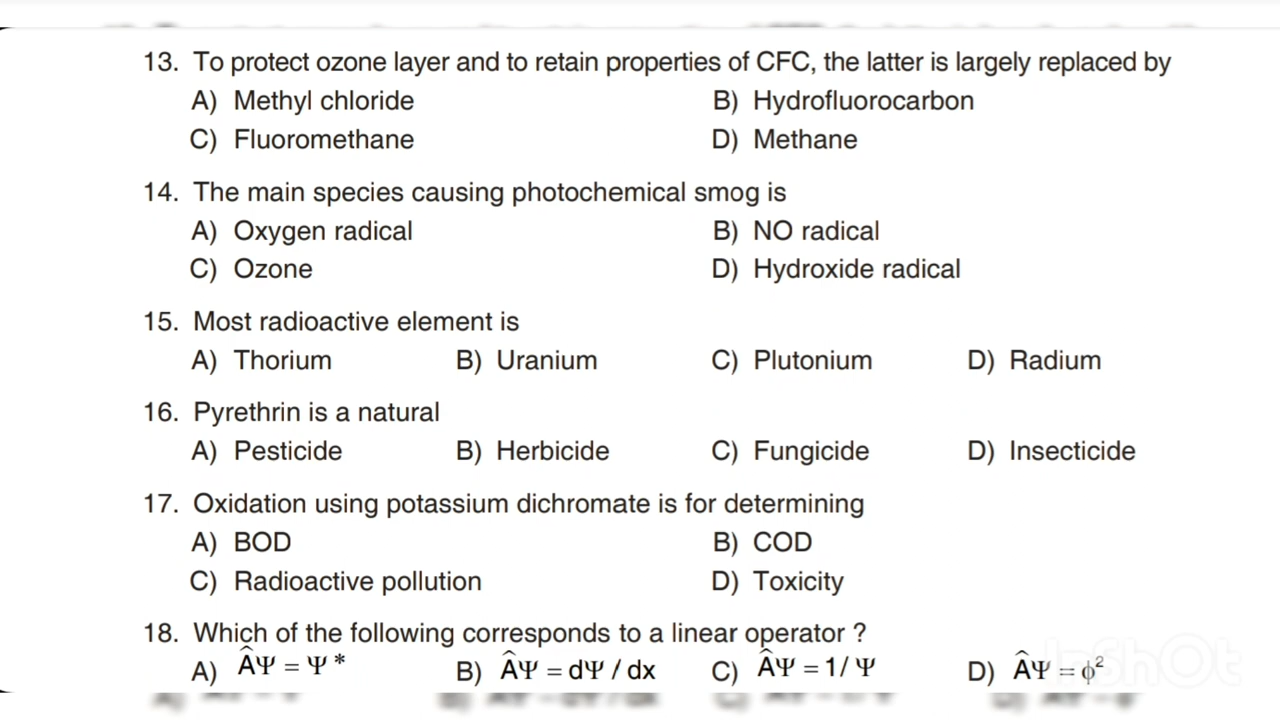 13. To protect ozone layer and to retain properties of CFC, the latter is largely replaced by
A) Methyl chloride B) Hydrofluorocarbon
C) Fluoromethane D) Methane
14. The main species causing photochemical smog is
A) Oxygen radical B) NO radical
C) Ozone D) Hydroxide radical
15. Most radioactive element is
A) Thorium B) Uranium C) Plutonium D) Radium
16. Pyrethrin is a natural
A) Pesticide B) Herbicide C) Fungicide D) Insecticide
17. Oxidation using potassium dichromate is for determining
A) BOD B) COD
C) Radioactive pollution D) Toxicity
18. Which of the following corresponds to a linear operator ?
A) ÂΨ = Ψ * B) ÂΨ = dΨ / dx C) ÂΨ = 1/ Ψ D) ÂΨ = ϕ²
InShOt